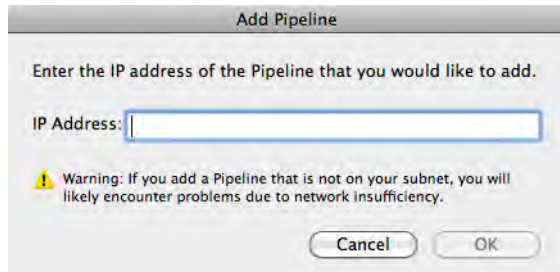 Add Pipeline
Enter the IP address of the Pipeline that you would like to add.
IP Address:
Warning: If you add a Pipeline that is not on your subnet, you will
likely encounter problems due to network insufficiency.
Cancel OK